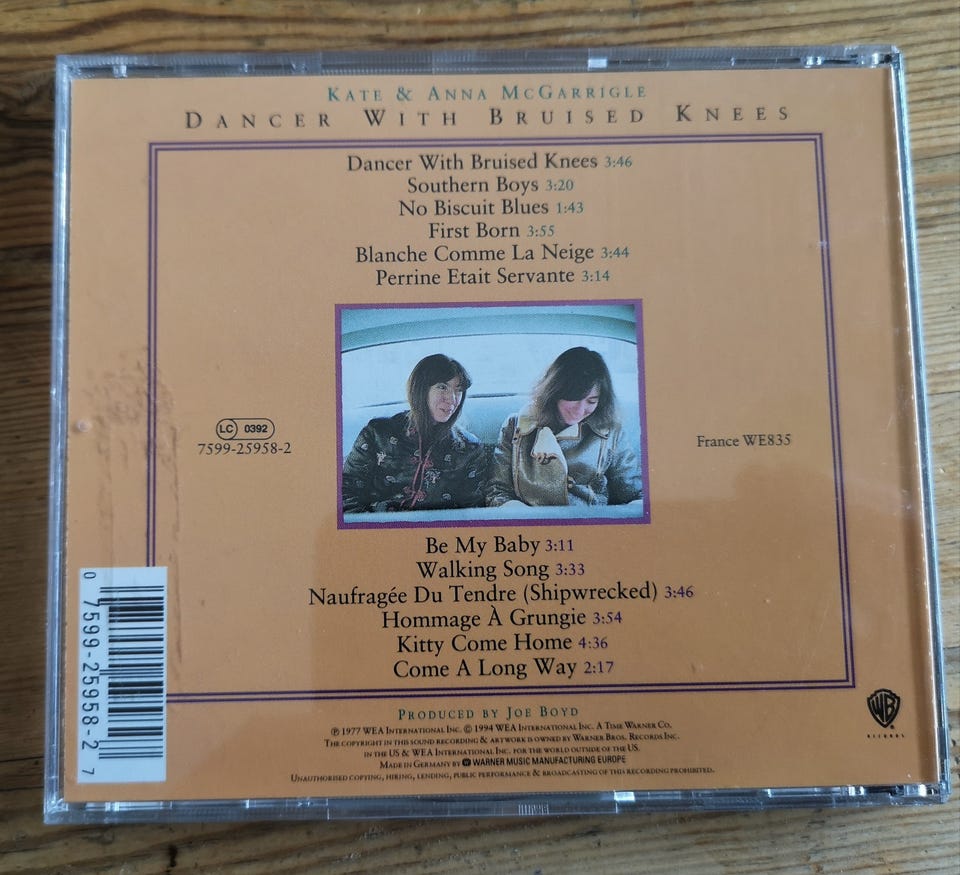 KATE & ANNA MCGARRIGLE
DANCER WITH BRUISED KNEES
Dancer With Bruised Knees 3:46
Southern Boys 3:20
No Biscuit Blues 1:43
First Born 3:55
Blanche Comme La Neige 3:44
Perrine Etait Servante 3:14
LC 0392
7599-25958-2
France WE835
Be My Baby 3:11
Walking Song 3:33
Naufragée Du Tendre (Shipwrecked) 3:46
Hommage À Grungie 3:54
Kitty Come Home 4:36
Come A Long Way 2:17
0 7599-25958-2 7
PRODUCED BY JOE BOYD
℗ 1977 WEA INTERNATIONAL INC. © 1994 WEA INTERNATIONAL INC. A TIME WARNER CO.
THE COPYRIGHT IN THIS SOUND RECORDING & ARTWORK IS OWNED BY WARNER BROS. RECORDS INC.
IN THE US & WEA INTERNATIONAL INC. FOR THE WORLD OUTSIDE OF THE US.
MADE IN GERMANY BY WARNER MUSIC MANUFACTURING EUROPE
UNAUTHORISED COPYING, HIRING, LENDING, PUBLIC PERFORMANCE & BROADCASTING OF THIS RECORDING PROHIBITED.
WB
RECORDS